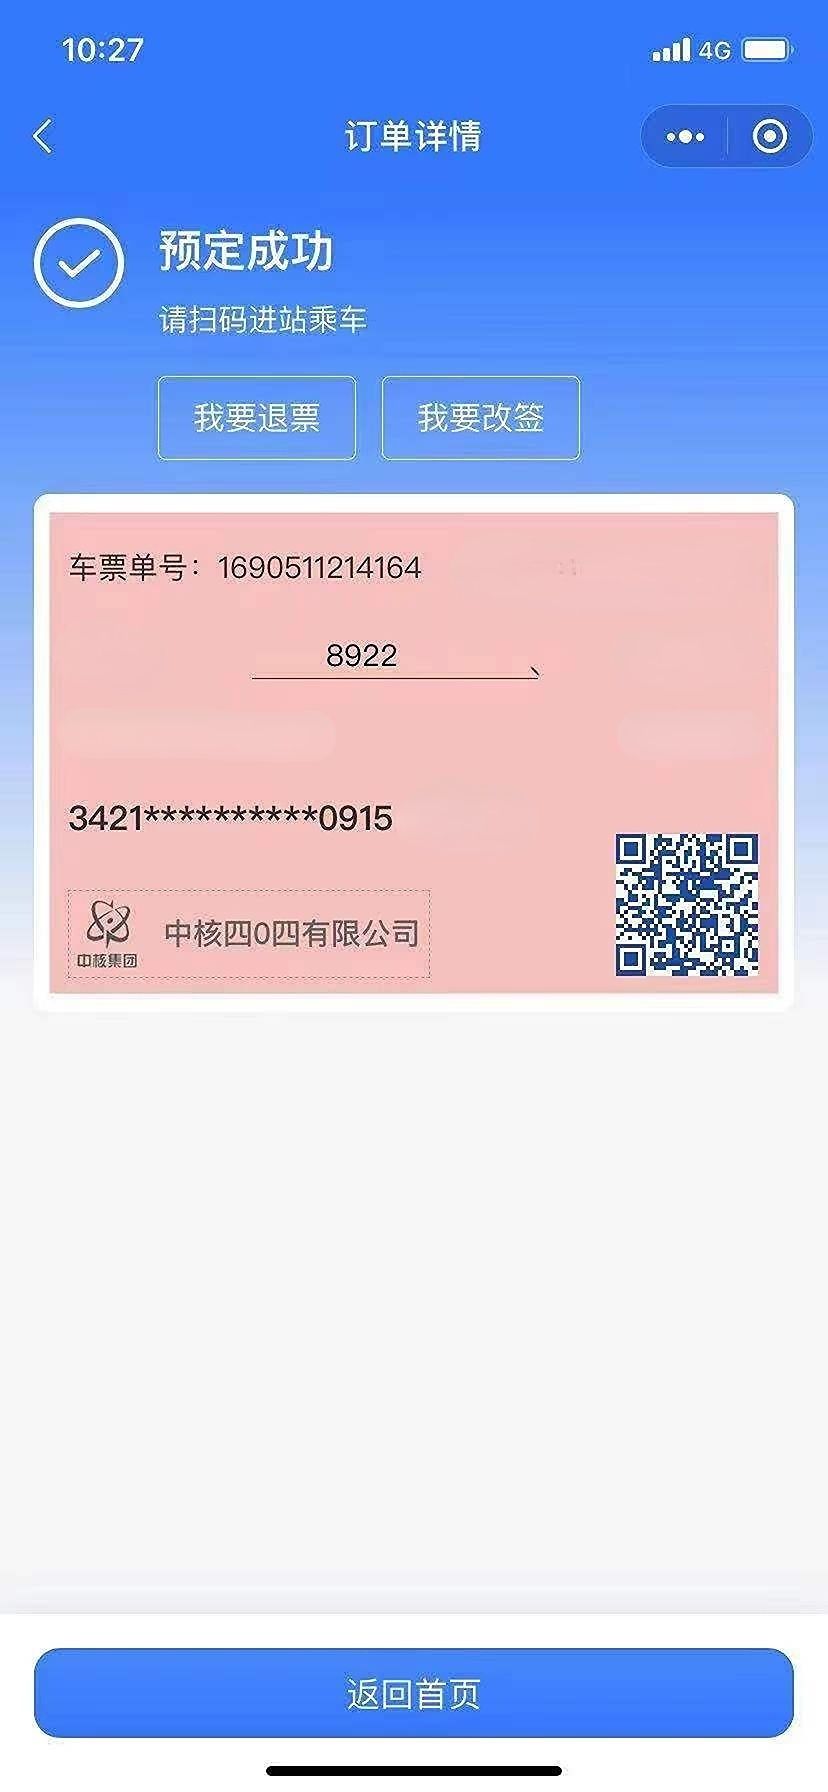 10:27
4G
订单详情
预定成功
请扫码进站乘车
我要退票 我要改签
车票单号：1690511214164
8922
3421**********0915
中核集团
中核四0四有限公司
返回首页